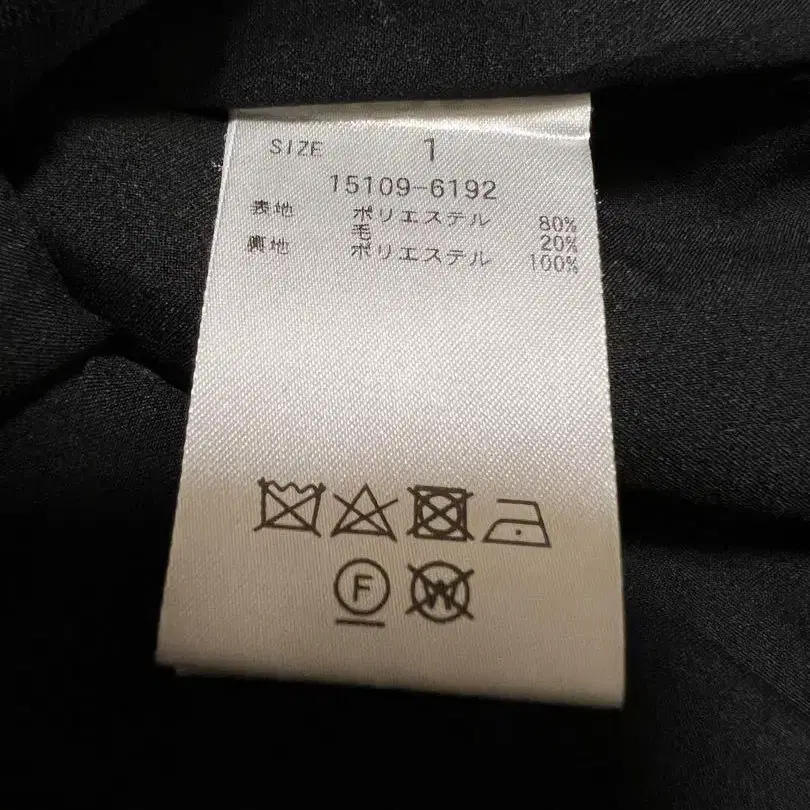 SIZE 1
15109-6192
表地 ポリエステル 80%
毛 20%
裏地 ポリエステル 100%
F
W